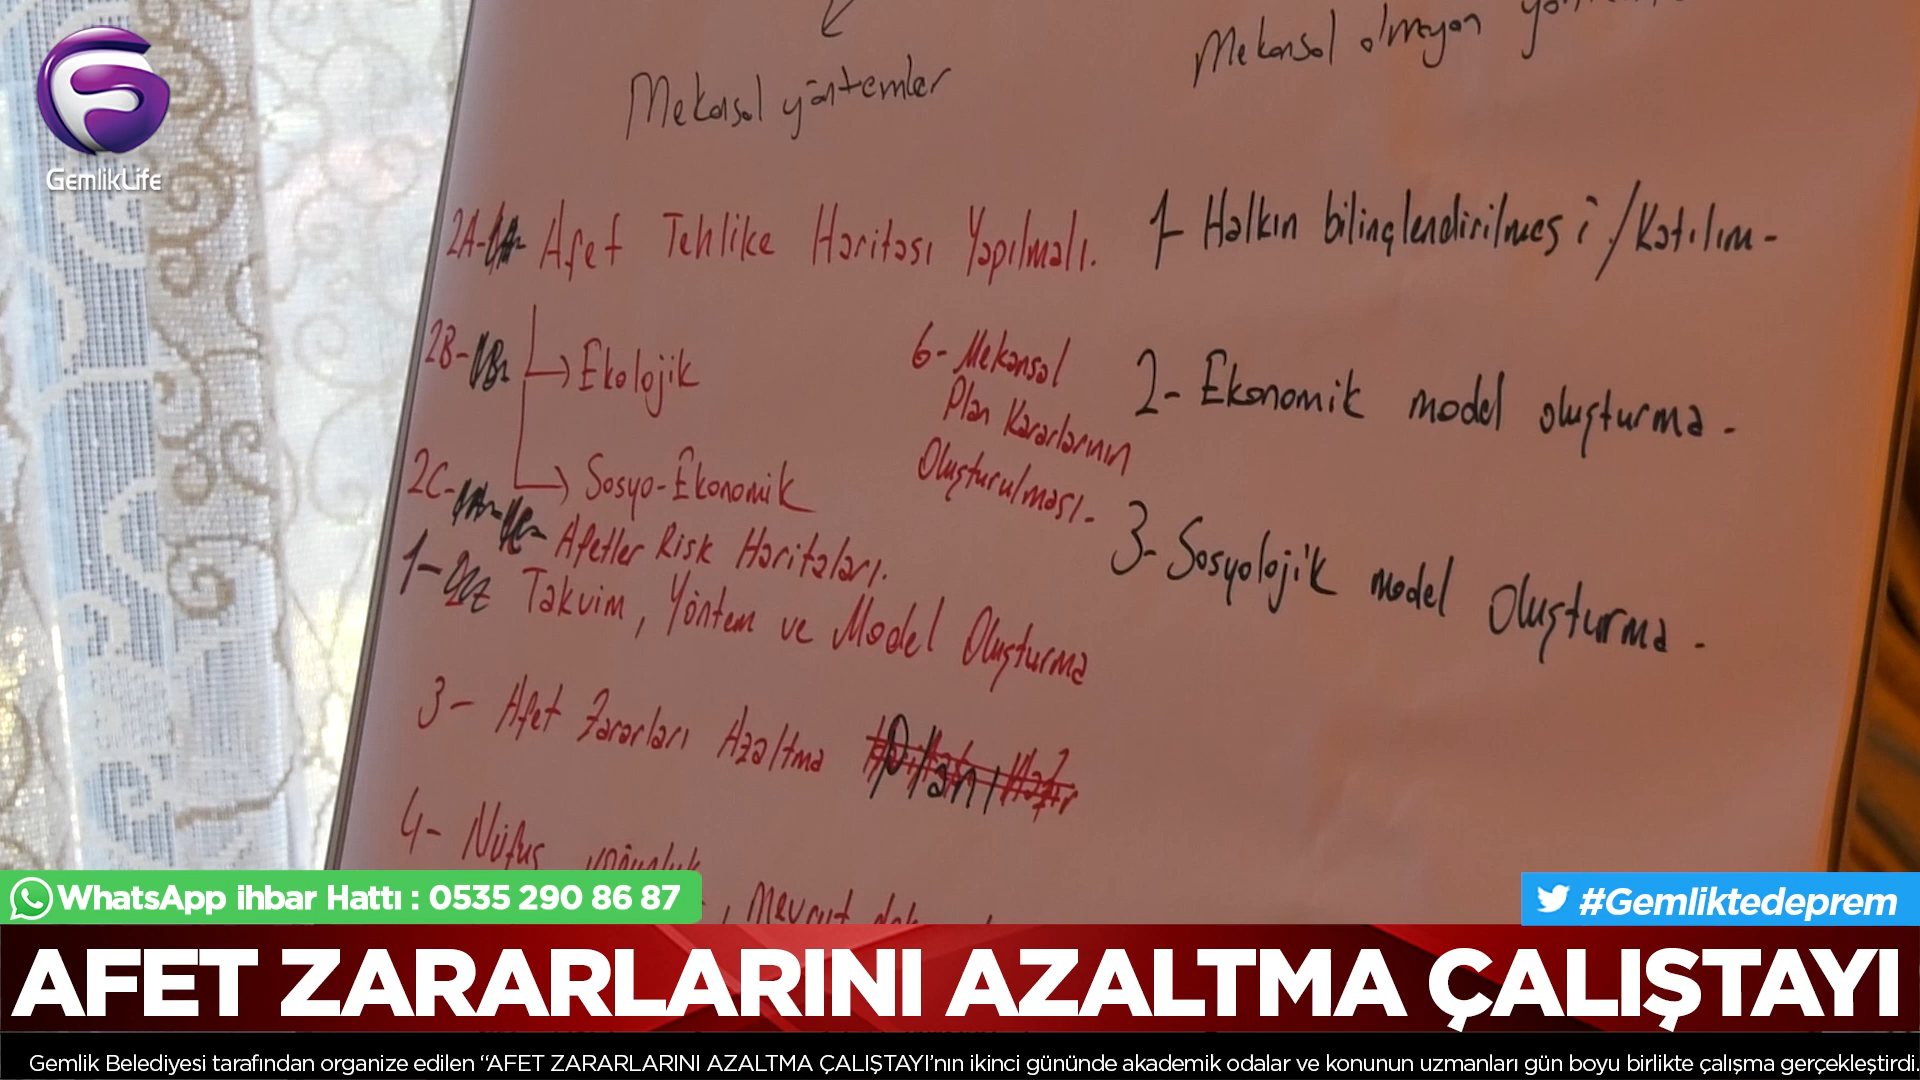 GemlikLife
Mekansal yöntemler
Mekansal olmayan
2A- Afet Tehlike Haritası Yapılmalı.
2B- → Ekolojik
2C- → Sosyo-Ekonomik
Afetler Risk Haritaları.
1- Takvim, Yöntem ve Model Oluşturma
3- Afet Zararları Azaltma Planı
4- Nüfus yoğunluk
, Mevcut
6- Mekansal
Plan Kararlarının
Oluşturulması-
1- Halkın bilinçlendirilmesi / Katılım-
2- Ekonomik model oluşturma-
3- Sosyolojik model Oluşturma-
WhatsApp ihbar Hattı : 0535 290 86 87
#Gemliktedeprem
AFET ZARARLARINI AZALTMA ÇALIŞTAYI
Gemlik Belediyesi tarafından organize edilen “AFET ZARARLARINI AZALTMA ÇALIŞTAYI’nın ikinci gününde akademik odalar ve konunun uzmanları gün boyu birlikte çalışma gerçekleştirdi.